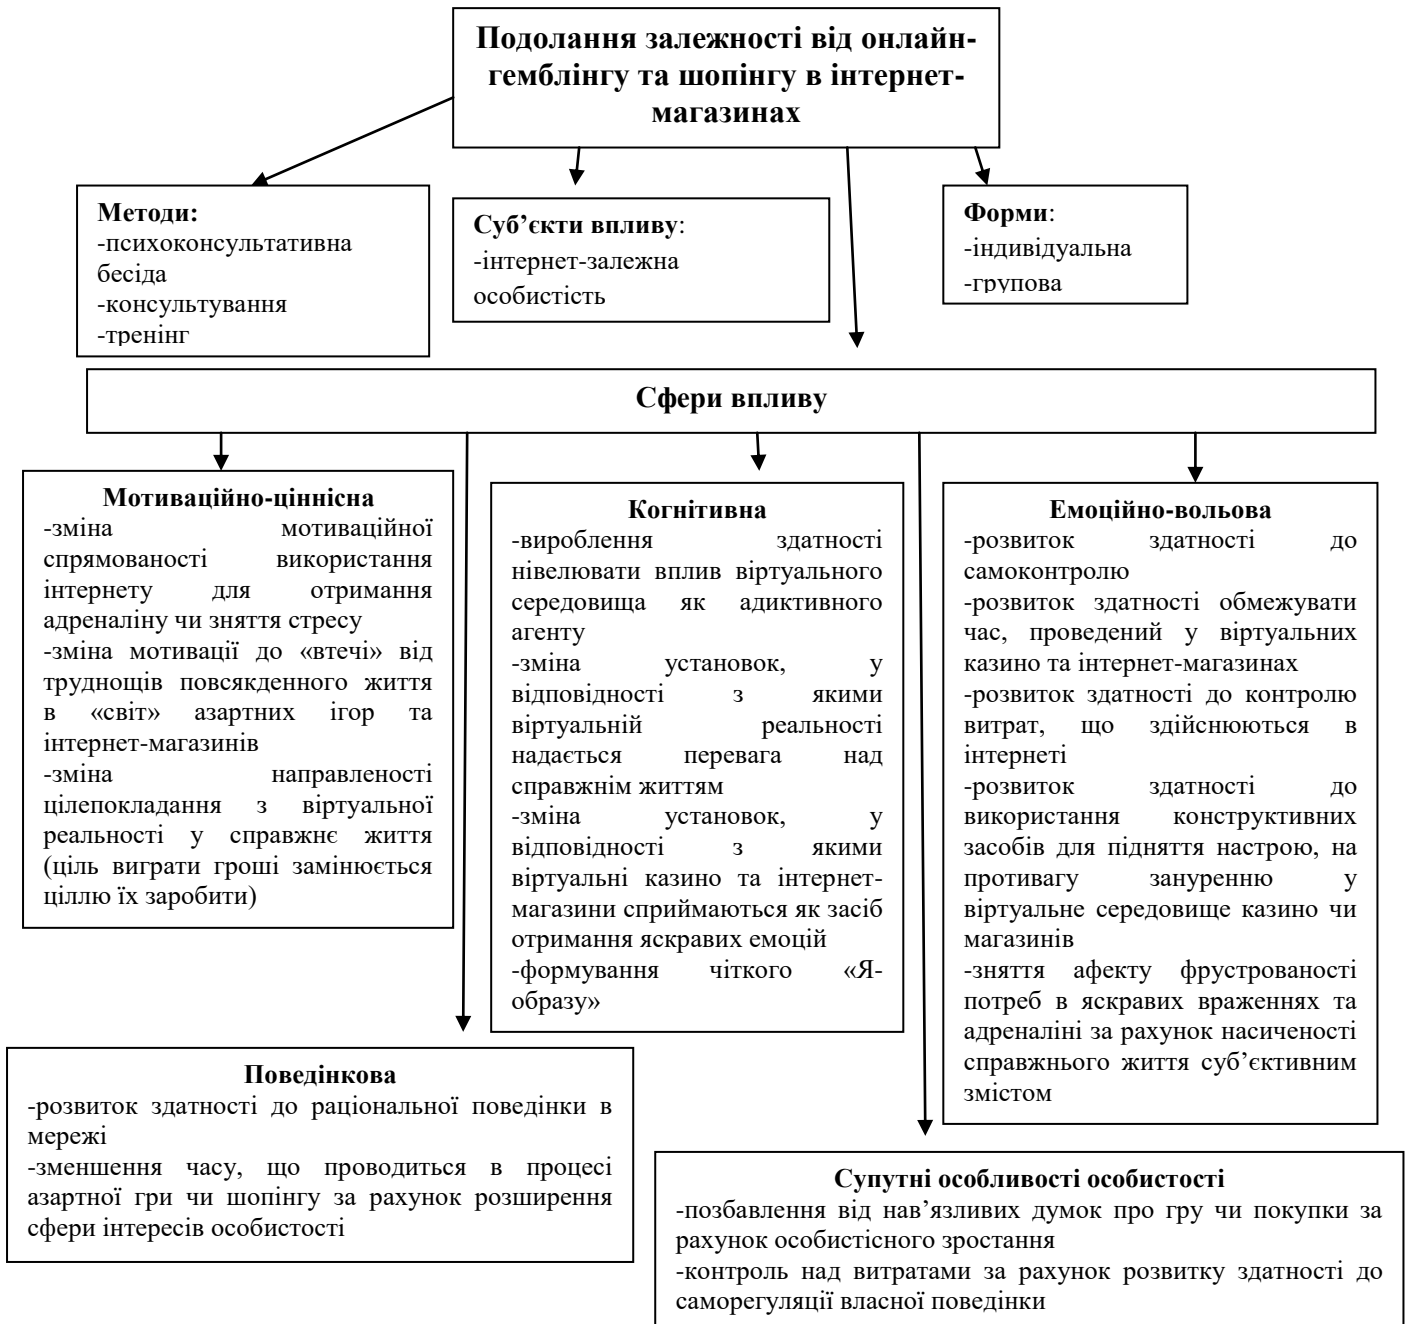 Подолання залежності від онлайн-
гемблінгу та шопінгу в інтернет-
магазинах
Методи:
-психоконсультативна
бесіда
-консультування
-тренінг
Суб’єкти впливу:
-інтернет-залежна
особистість
Форми:
-індивідуальна
-групова
Сфери впливу
Мотиваційно-ціннісна
-зміна мотиваційної
спрямованості використання
інтернету для отримання
адреналіну чи зняття стресу
-зміна мотивації до «втечі» від
труднощів повсякденного життя
в «світ» азартних ігор та
інтернет-магазинів
-зміна направленості
цілепокладання з віртуальної
реальності у справжнє життя
(ціль виграти гроші замінюється
ціллю їх заробити)
Когнітивна
-вироблення здатності
нівелювати вплив віртуального
середовища як адиктивного
агенту
-зміна установок, у
відповідності з якими
віртуальній реальності
надається перевага над
справжнім життям
-зміна установок, у
відповідності з якими
віртуальні казино та інтернет-
магазини сприймаються як засіб
отримання яскравих емоцій
-формування чіткого «Я-
образу»
Емоційно-вольова
-розвиток здатності до
самоконтролю
-розвиток здатності обмежувати
час, проведений у віртуальних
казино та інтернет-магазинах
-розвиток здатності до контролю
витрат, що здійснюються в
інтернеті
-розвиток здатності до
використання конструктивних
засобів для підняття настрою, на
противагу зануренню у
віртуальне середовище казино чи
магазинів
-зняття афекту фрустрованості
потреб в яскравих враженнях та
адреналіні за рахунок насиченості
справжнього життя суб’єктивним
змістом
Поведінкова
-розвиток здатності до раціональної поведінки в
мережі
-зменшення часу, що проводиться в процесі
азартної гри чи шопінгу за рахунок розширення
сфери інтересів особистості
Супутні особливості особистості
-позбавлення від нав’язливих думок про гру чи покупки за
рахунок особистісного зростання
-контроль над витратами за рахунок розвитку здатності до
саморегуляції власної поведінки